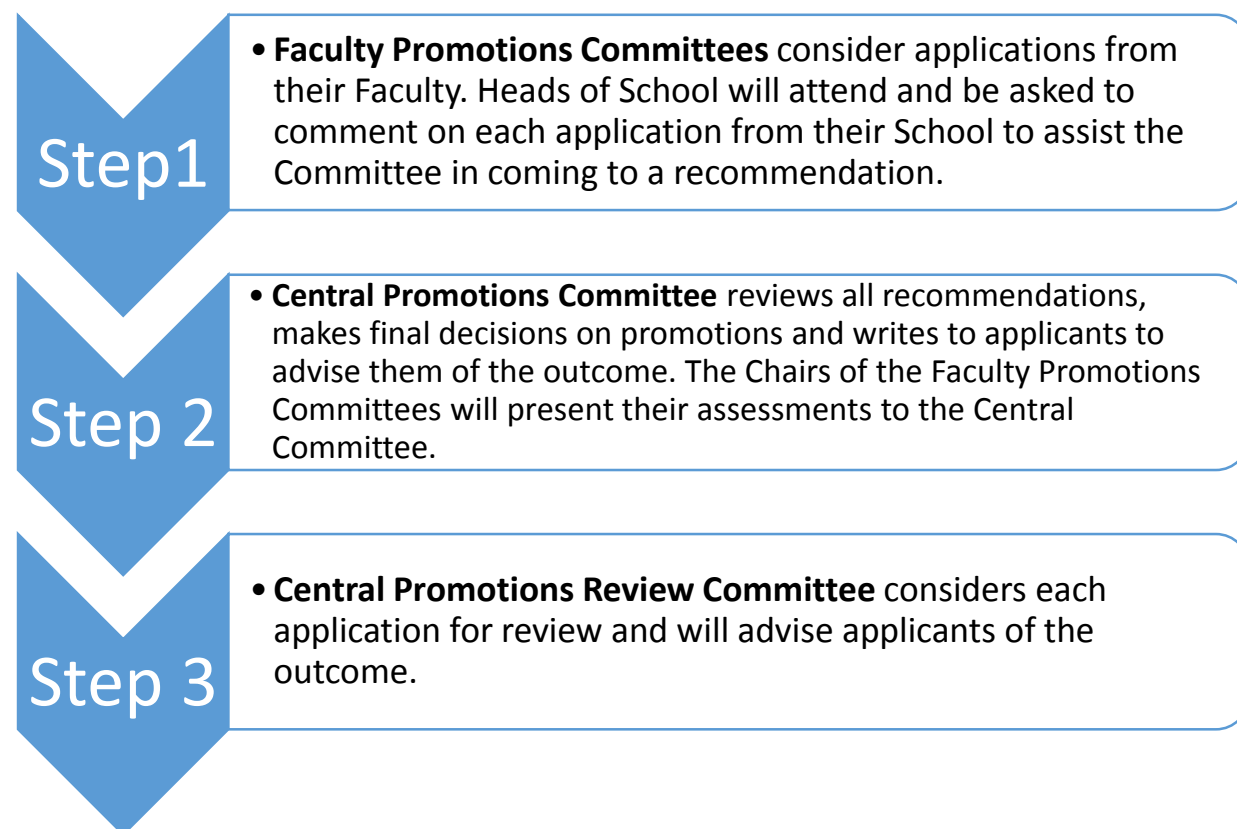 Step1
• Faculty Promotions Committees consider applications from
their Faculty. Heads of School will attend and be asked to
comment on each application from their School to assist the
Committee in coming to a recommendation.
Step 2
• Central Promotions Committee reviews all recommendations,
makes final decisions on promotions and writes to applicants to
advise them of the outcome. The Chairs of the Faculty Promotions
Committees will present their assessments to the Central
Committee.
Step 3
• Central Promotions Review Committee considers each
application for review and will advise applicants of the
outcome.